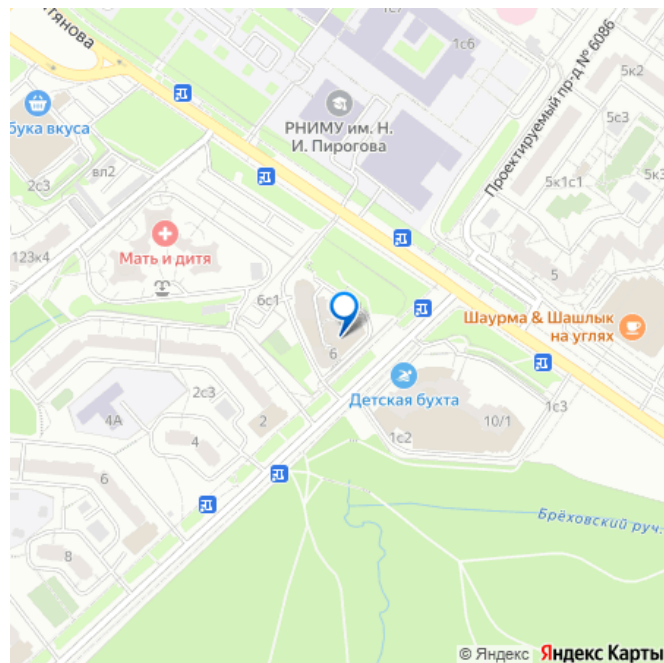 тянова
1с7
1с6
Проектируемый пр-д № 6086
5к2
бука вкуса
РНИМУ им. Н.
И. Пирогова
5с3
вл2
2с3
5к1с1
5к3
Мать и дитя
123к4
5
6с1
Шаурма & Шашлык
на углях
6
Детская бухта
2с3
1с3
4А
2
10/1
4
1с2
6
Брёховский руч.
8
© Яндекс Яндекс Карты